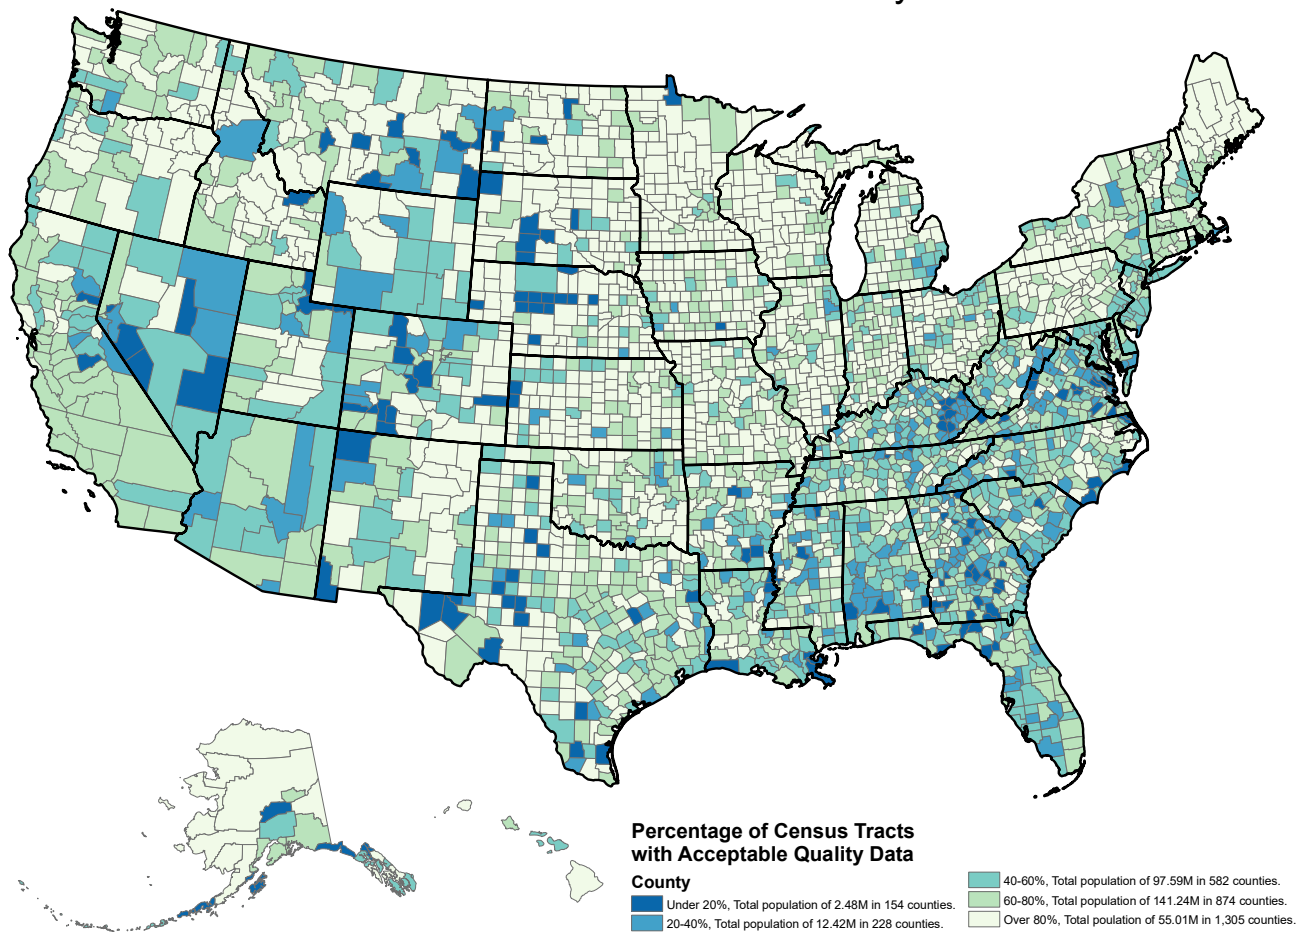 Percentage of Census Tracts
with Acceptable Quality Data
County
Under 20%, Total population of 2.48M in 154 counties.
20-40%, Total population of 12.42M in 228 counties.
40-60%, Total population of 97.59M in 582 counties.
60-80%, Total population of 141.24M in 874 counties.
Over 80%, Total poulation of 55.01M in 1,305 counties.